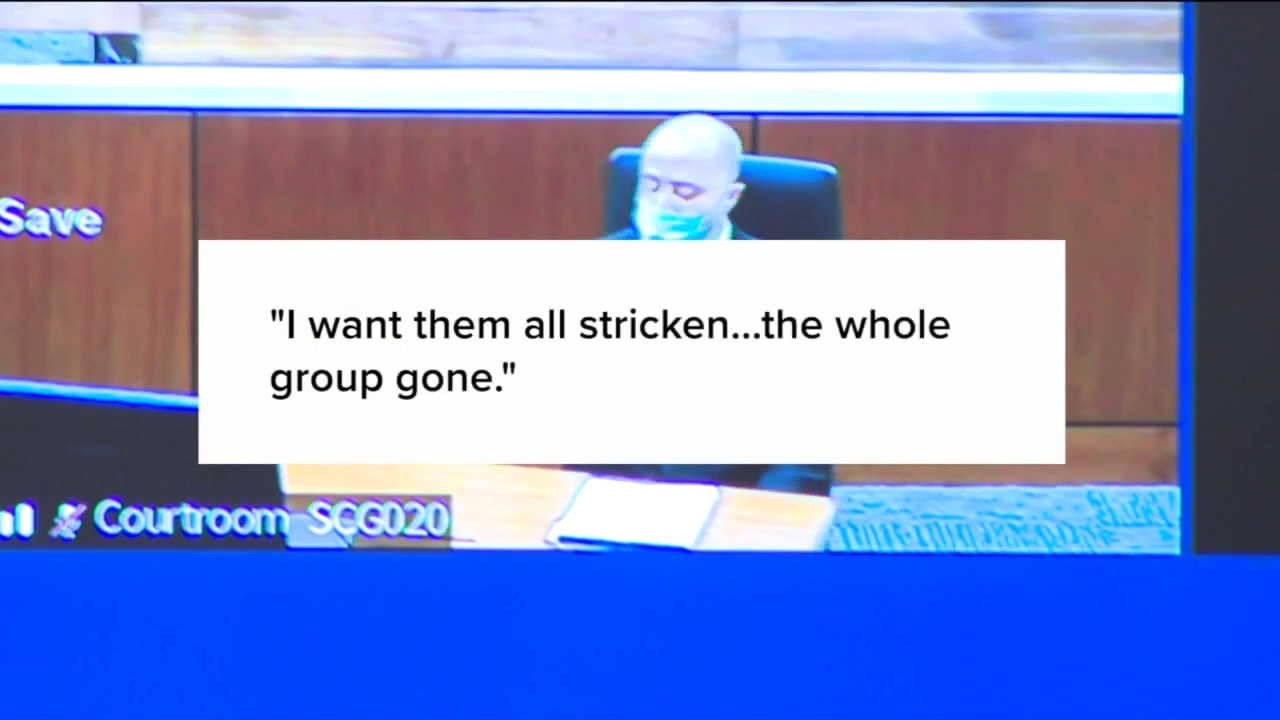 Save
"I want them all stricken...the whole
group gone."
Courtroom SCG020